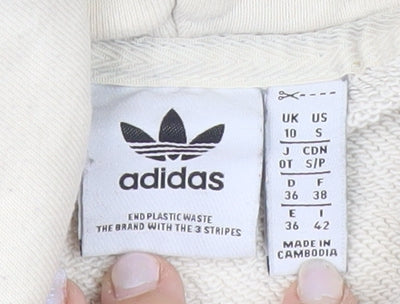 adidas
END PLASTIC WASTE
THE BRAND WITH THE 3 STRIPES
UK US
10 S
J CDN
OT S/P
D F
36 38
E I
36 42
MADE IN
CAMBODIA